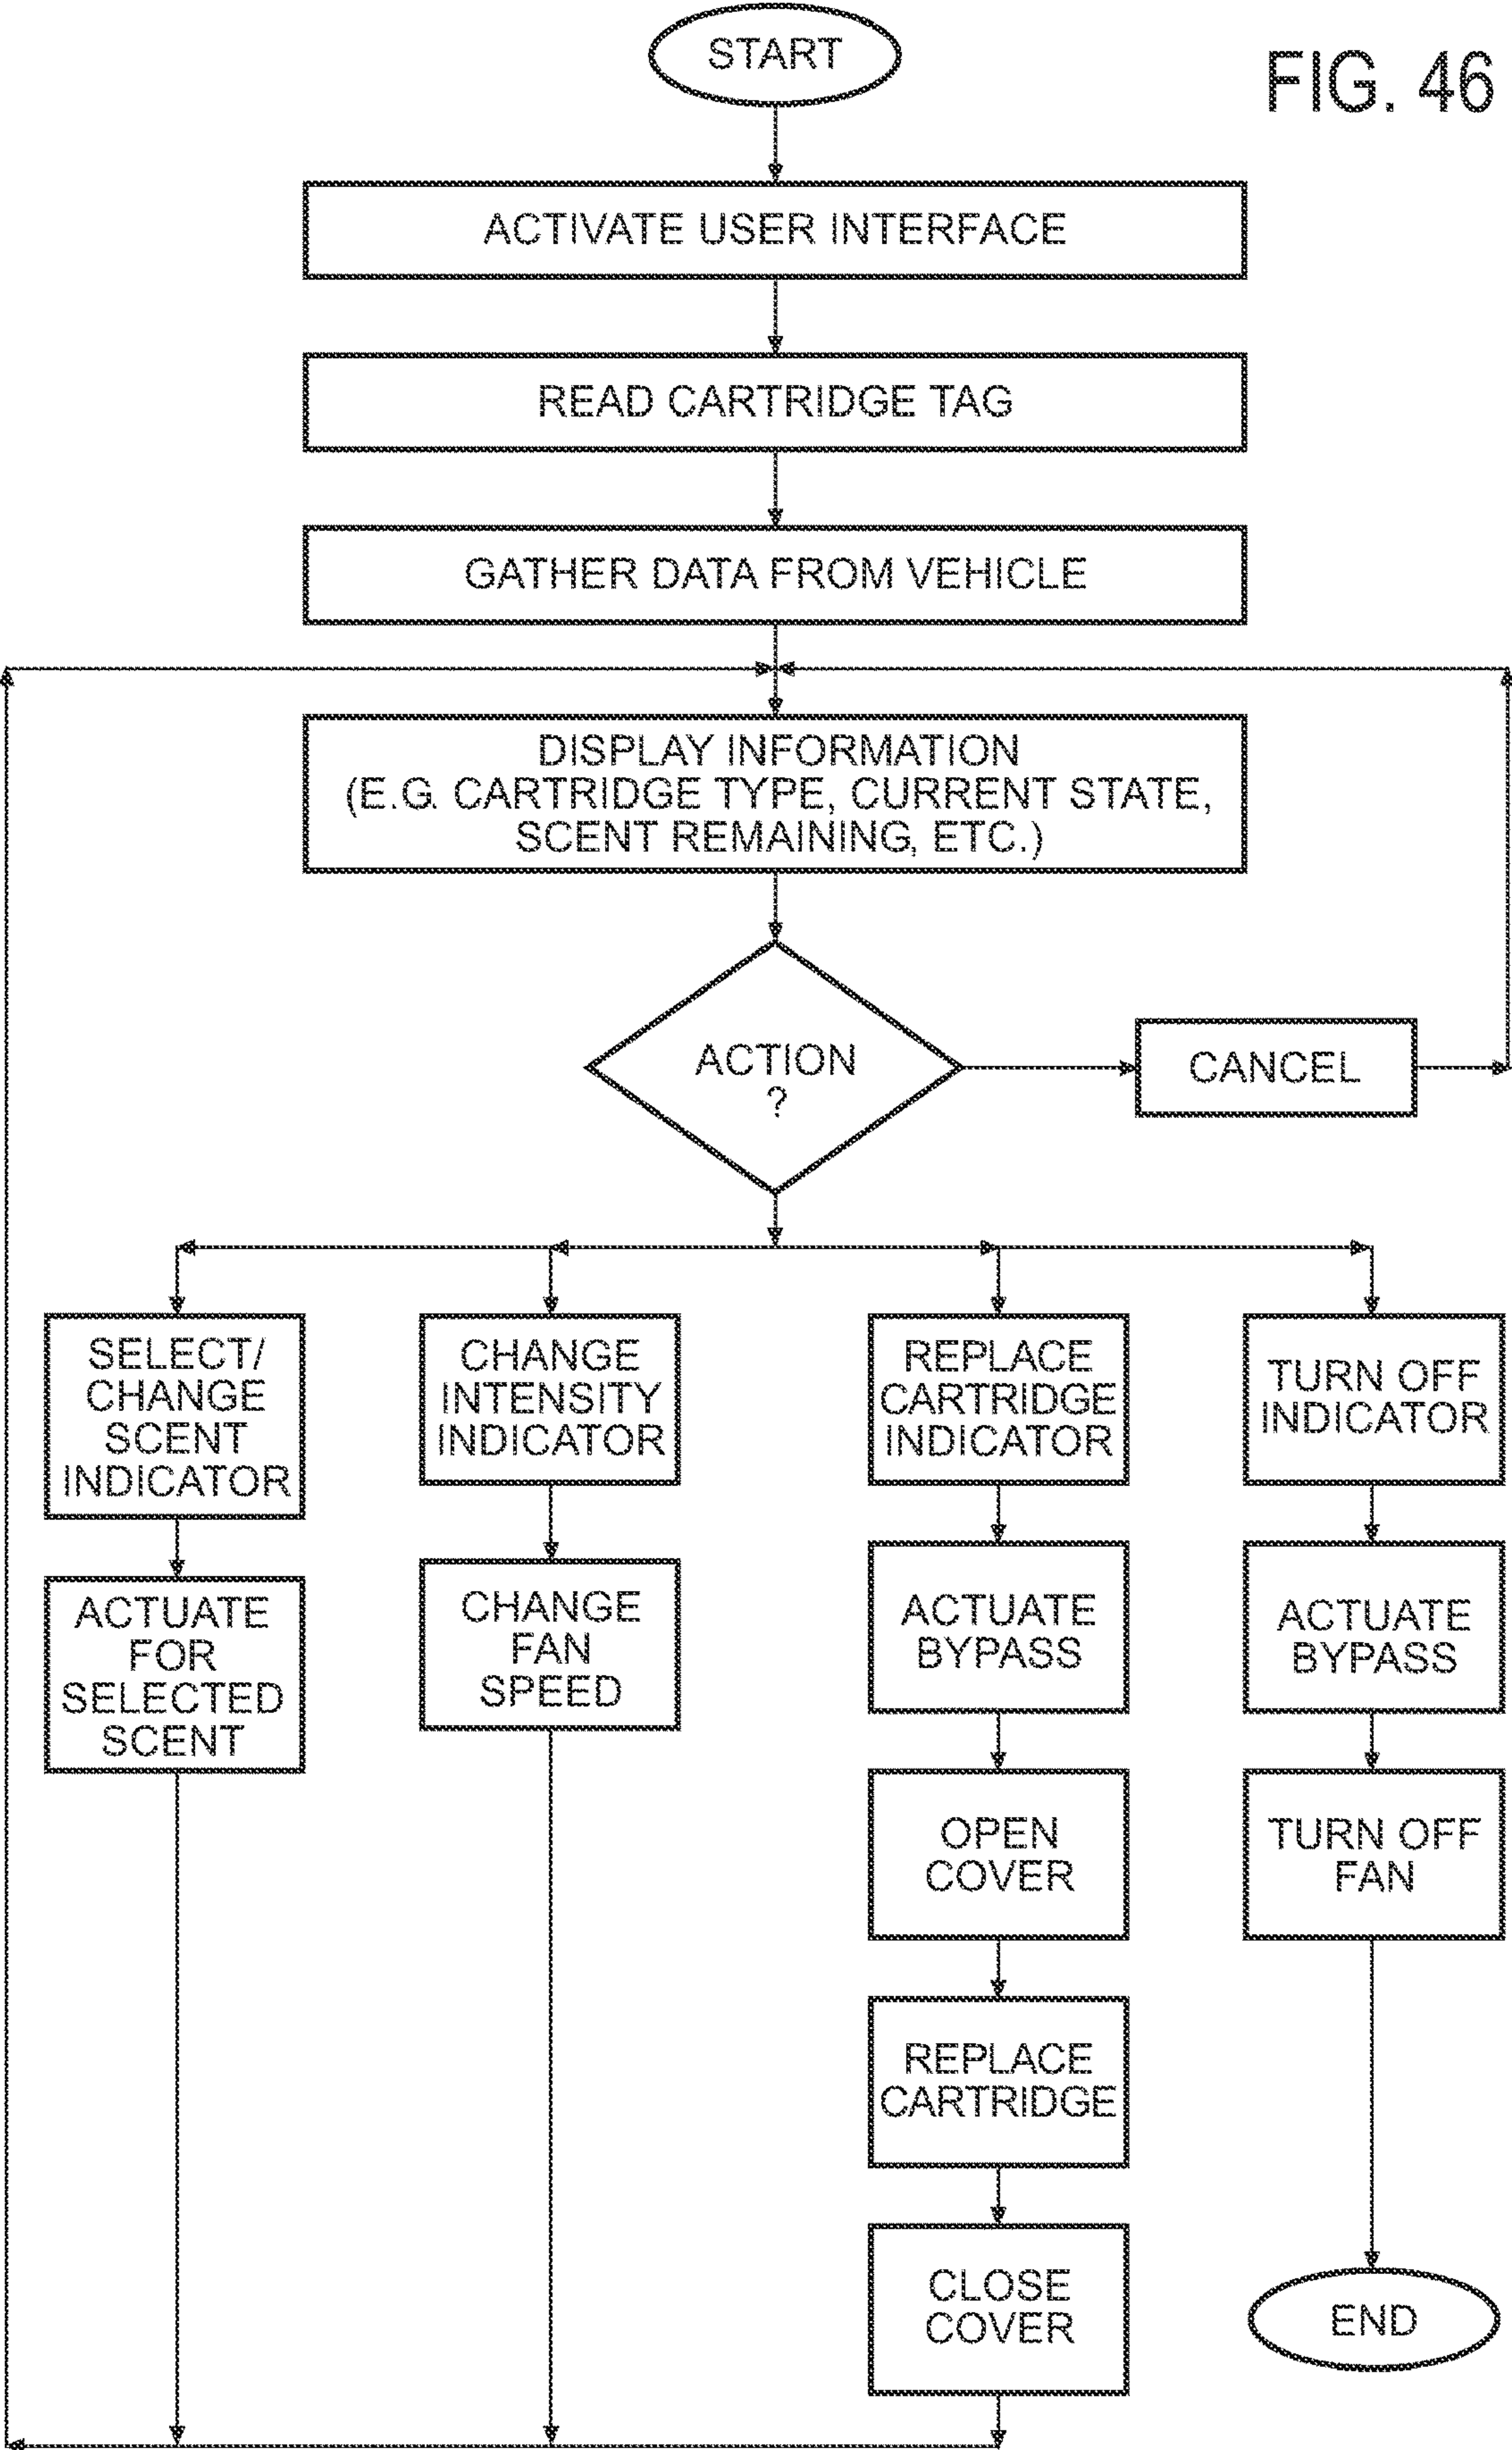 START
FIG. 46
ACTIVATE USER INTERFACE
READ CARTRIDGE TAG
GATHER DATA FROM VEHICLE
DISPLAY INFORMATION
(E.G. CARTRIDGE TYPE, CURRENT STATE,
SCENT REMAINING, ETC.)
ACTION
?
CANCEL
SELECT/
CHANGE
SCENT
INDICATOR
ACTUATE
FOR
SELECTED
SCENT
CHANGE
INTENSITY
INDICATOR
CHANGE
FAN
SPEED
REPLACE
CARTRIDGE
INDICATOR
ACTUATE
BYPASS
OPEN
COVER
REPLACE
CARTRIDGE
CLOSE
COVER
TURN OFF
INDICATOR
ACTUATE
BYPASS
TURN OFF
FAN
END